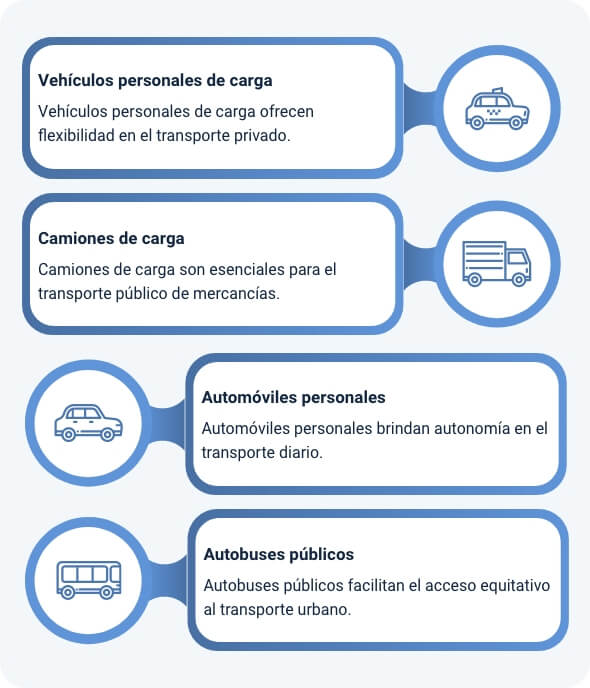 Vehículos personales de carga
Vehículos personales de carga ofrecen
flexibilidad en el transporte privado.
Camiones de carga
Camiones de carga son esenciales para el
transporte público de mercancías.
Automóviles personales
Automóviles personales brindan autonomía en el
transporte diario.
Autobuses públicos
Autobuses públicos facilitan el acceso equitativo
al transporte urbano.